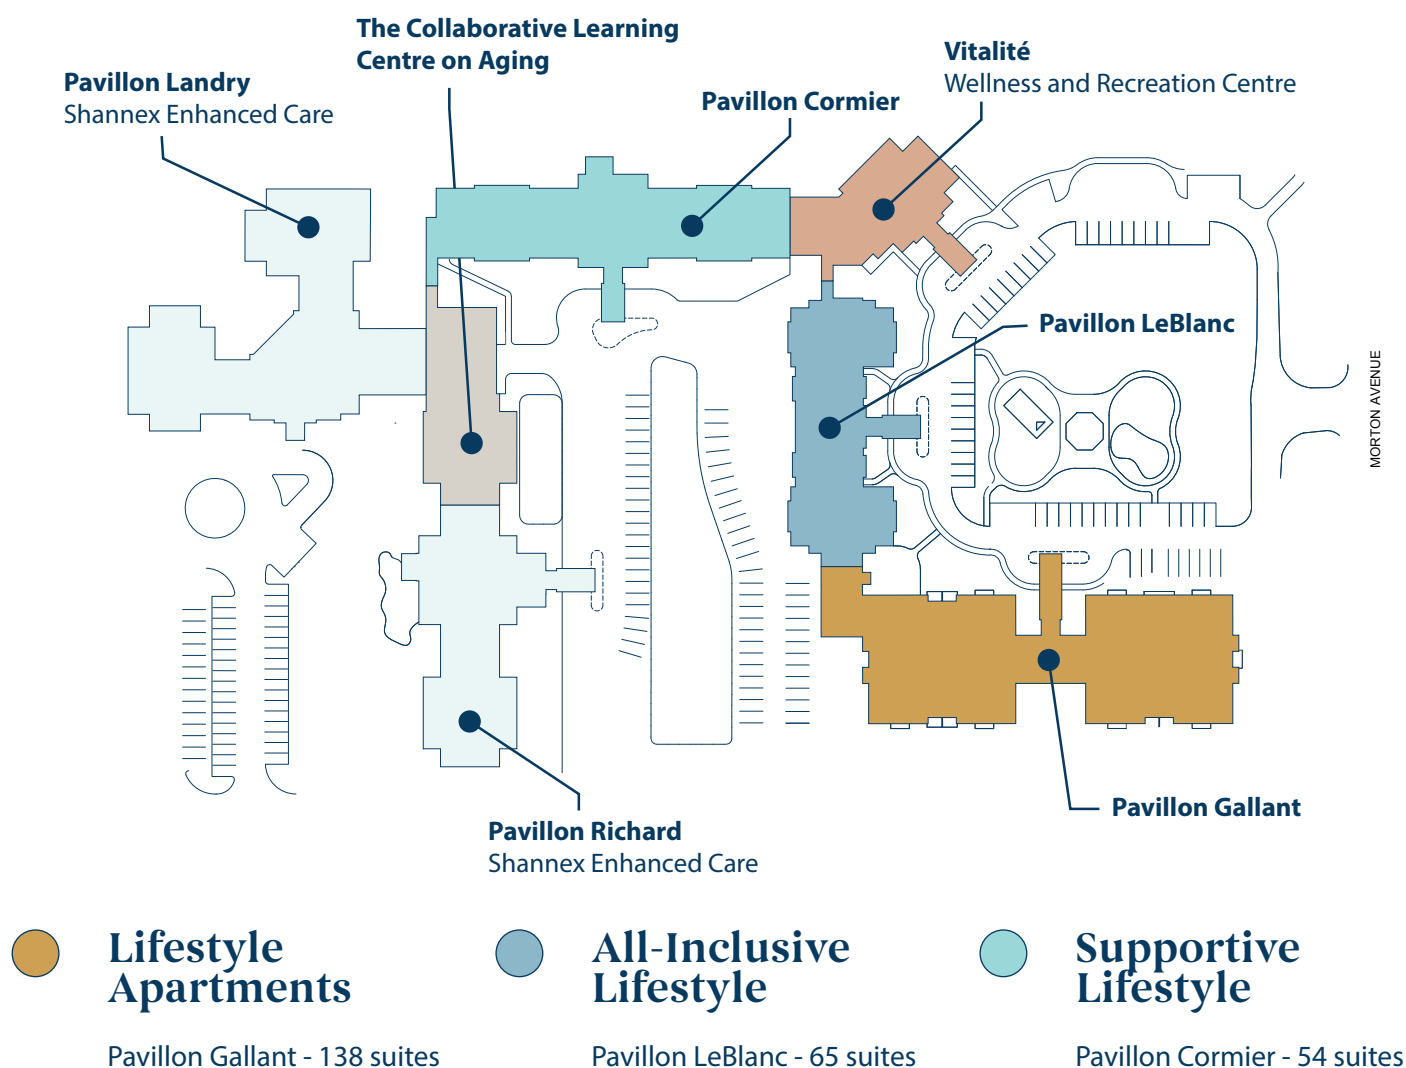 The Collaborative Learning
Centre on Aging
Pavillon Landry
Shannex Enhanced Care
Pavillon Cormier
Vitalité
Wellness and Recreation Centre
Pavillon LeBlanc
MORTON AVENUE
Pavillon Gallant
Pavillon Richard
Shannex Enhanced Care
Lifestyle
Apartments
Pavillon Gallant - 138 suites
All-Inclusive
Lifestyle
Pavillon LeBlanc - 65 suites
Supportive
Lifestyle
Pavillon Cormier - 54 suites